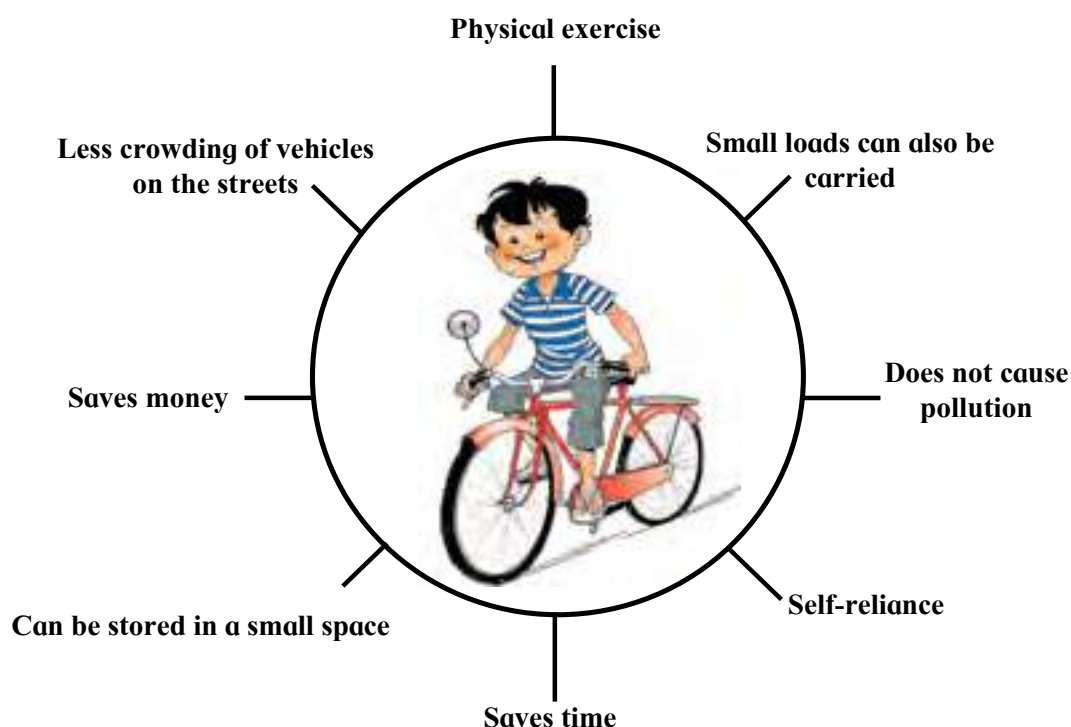 Physical exercise
Less crowding of vehicles
on the streets
Small loads can also be
carried
Saves money
Does not cause
pollution
Can be stored in a small space
Self-reliance
Saves time